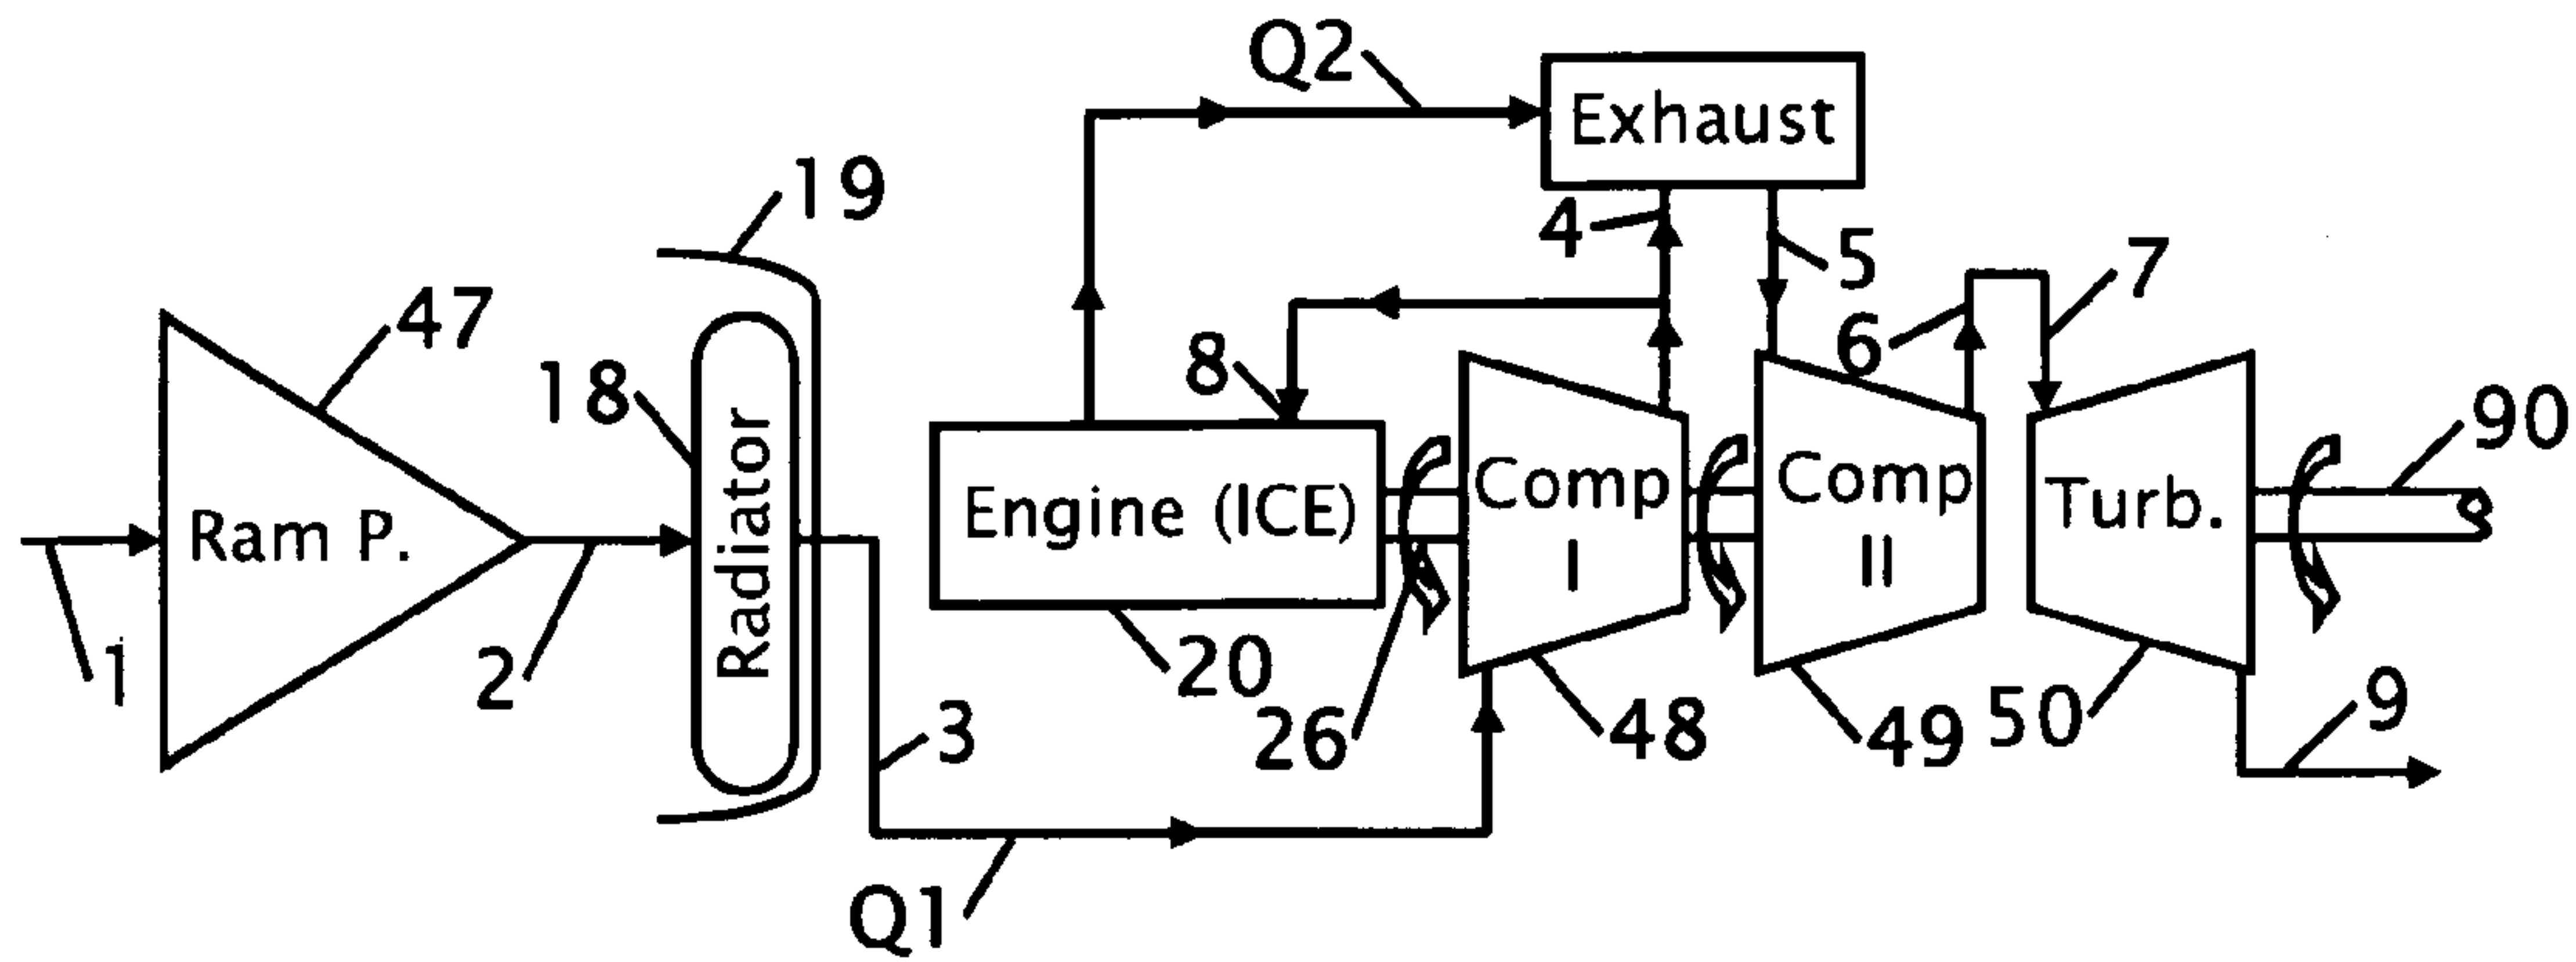 Q2
Exhaust
19
4
5
7
47
6
8
18
90
Ram P.
Radiator
Engine (ICE)
Comp
I
Comp
II
Turb.
1
2
20
26
3
48
49
50
9
Q1